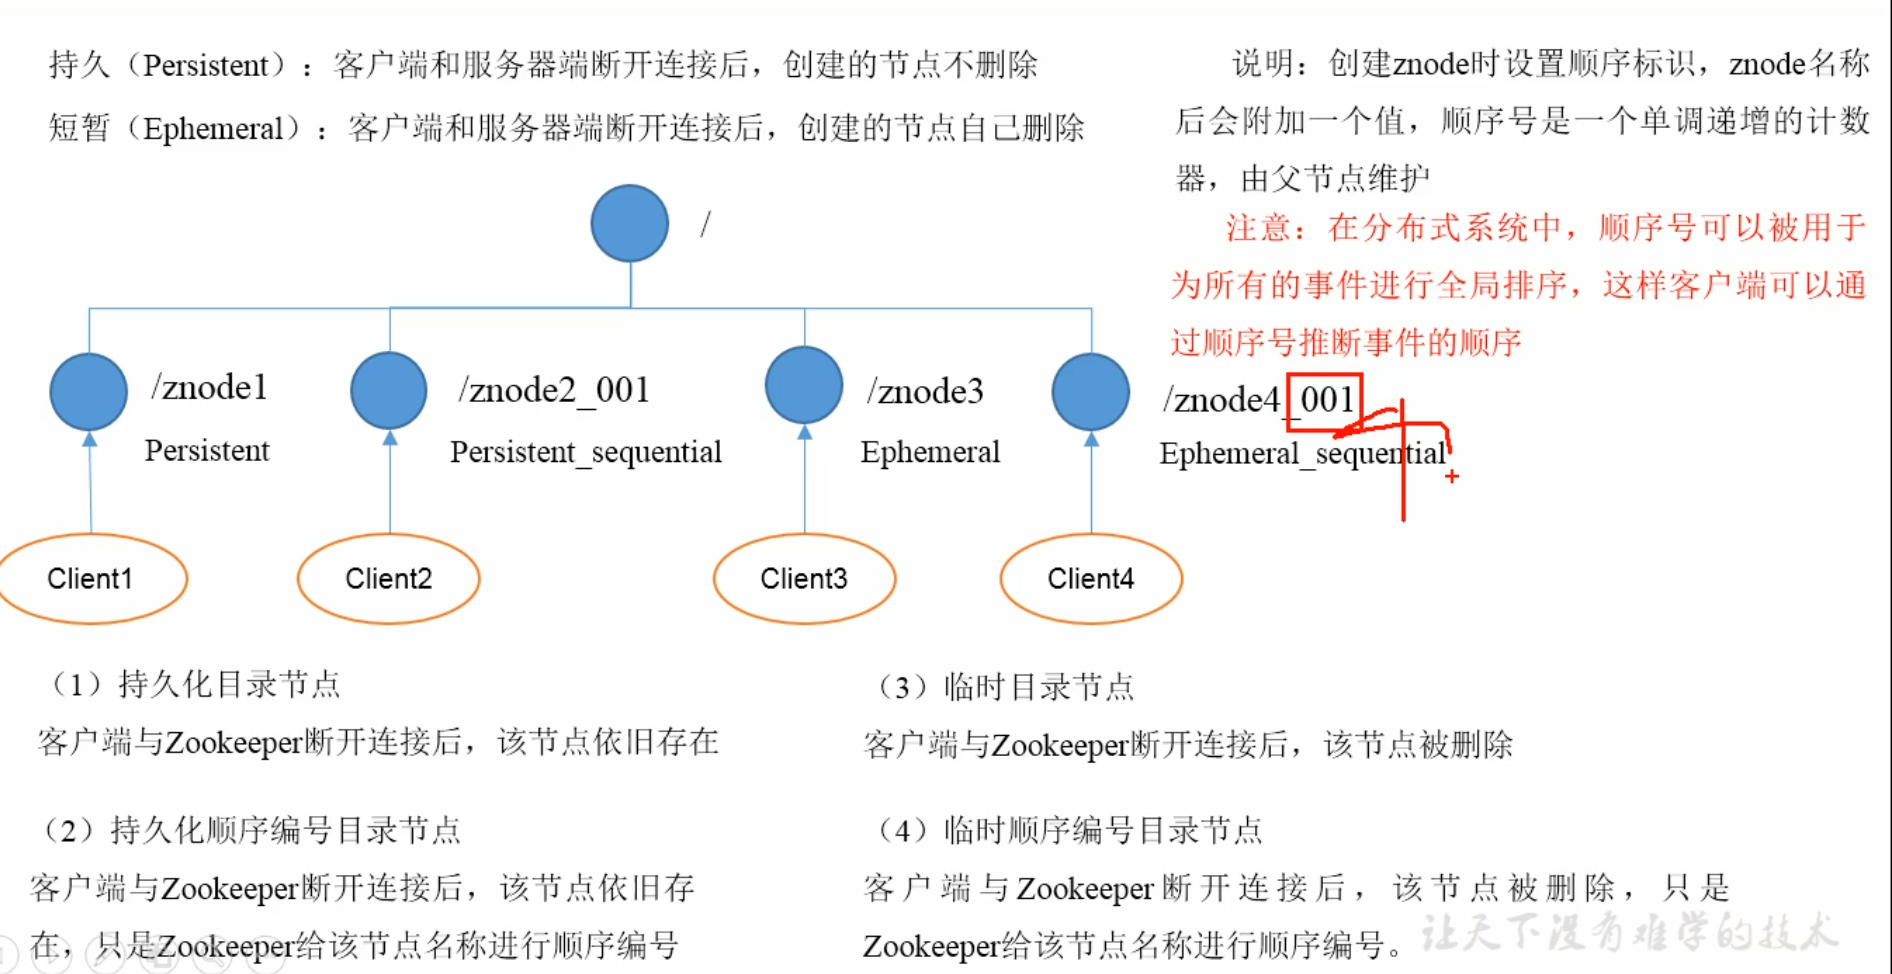 持久（Persistent）：客户端和服务器端断开连接后，创建的节点不删除
短暂（Ephemeral）：客户端和服务器端断开连接后，创建的节点自己删除
说明：创建znode时设置顺序标识，znode名称
后会附加一个值，顺序号是一个单调递增的计数
器，由父节点维护
注意：在分布式系统中，顺序号可以被用于
为所有的事件进行全局排序，这样客户端可以通
过顺序号推断事件的顺序
/
/znode1
Persistent
/znode2_001
Persistent_sequential
/znode3
Ephemeral
/znode4_001
Ephemeral_sequential
Client1
Client2
Client3
Client4
（1）持久化目录节点
客户端与Zookeeper断开连接后，该节点依旧存在
（2）持久化顺序编号目录节点
客户端与Zookeeper断开连接后，该节点依旧存
在，只是Zookeeper给该节点名称进行顺序编号
（3）临时目录节点
客户端与Zookeeper断开连接后，该节点被删除
（4）临时顺序编号目录节点
客户端与Zookeeper断开连接后，该节点被删除，只是
Zookeeper给该节点名称进行顺序编号。
让天下没有难学的技术